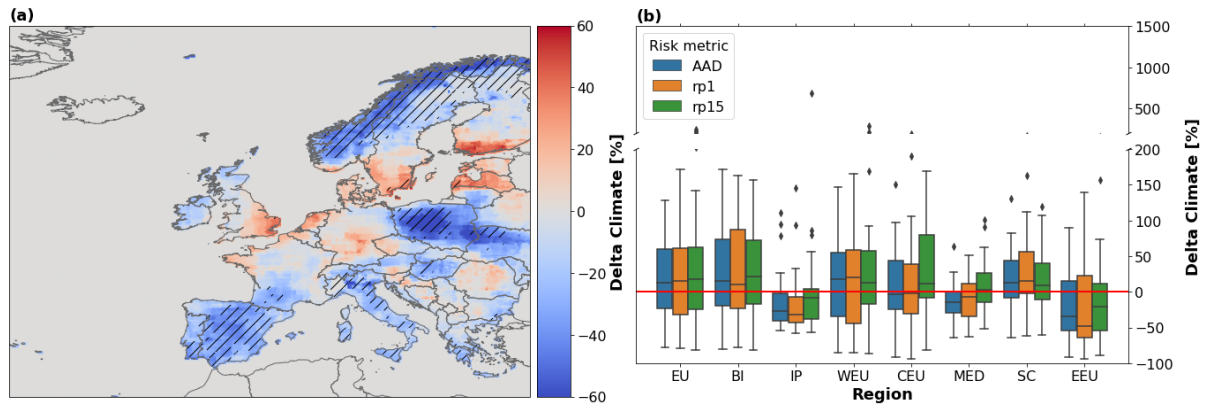 (a)
60
40
20
0
−20
−40
−60
(b)
Delta Climate [%]
1500
1000
500
200
150
100
50
0
−50
−100
Delta Climate [%]
Risk metric
AAD
rp1
rp15
EU BI IP WEU CEU MED SC EEU
Region